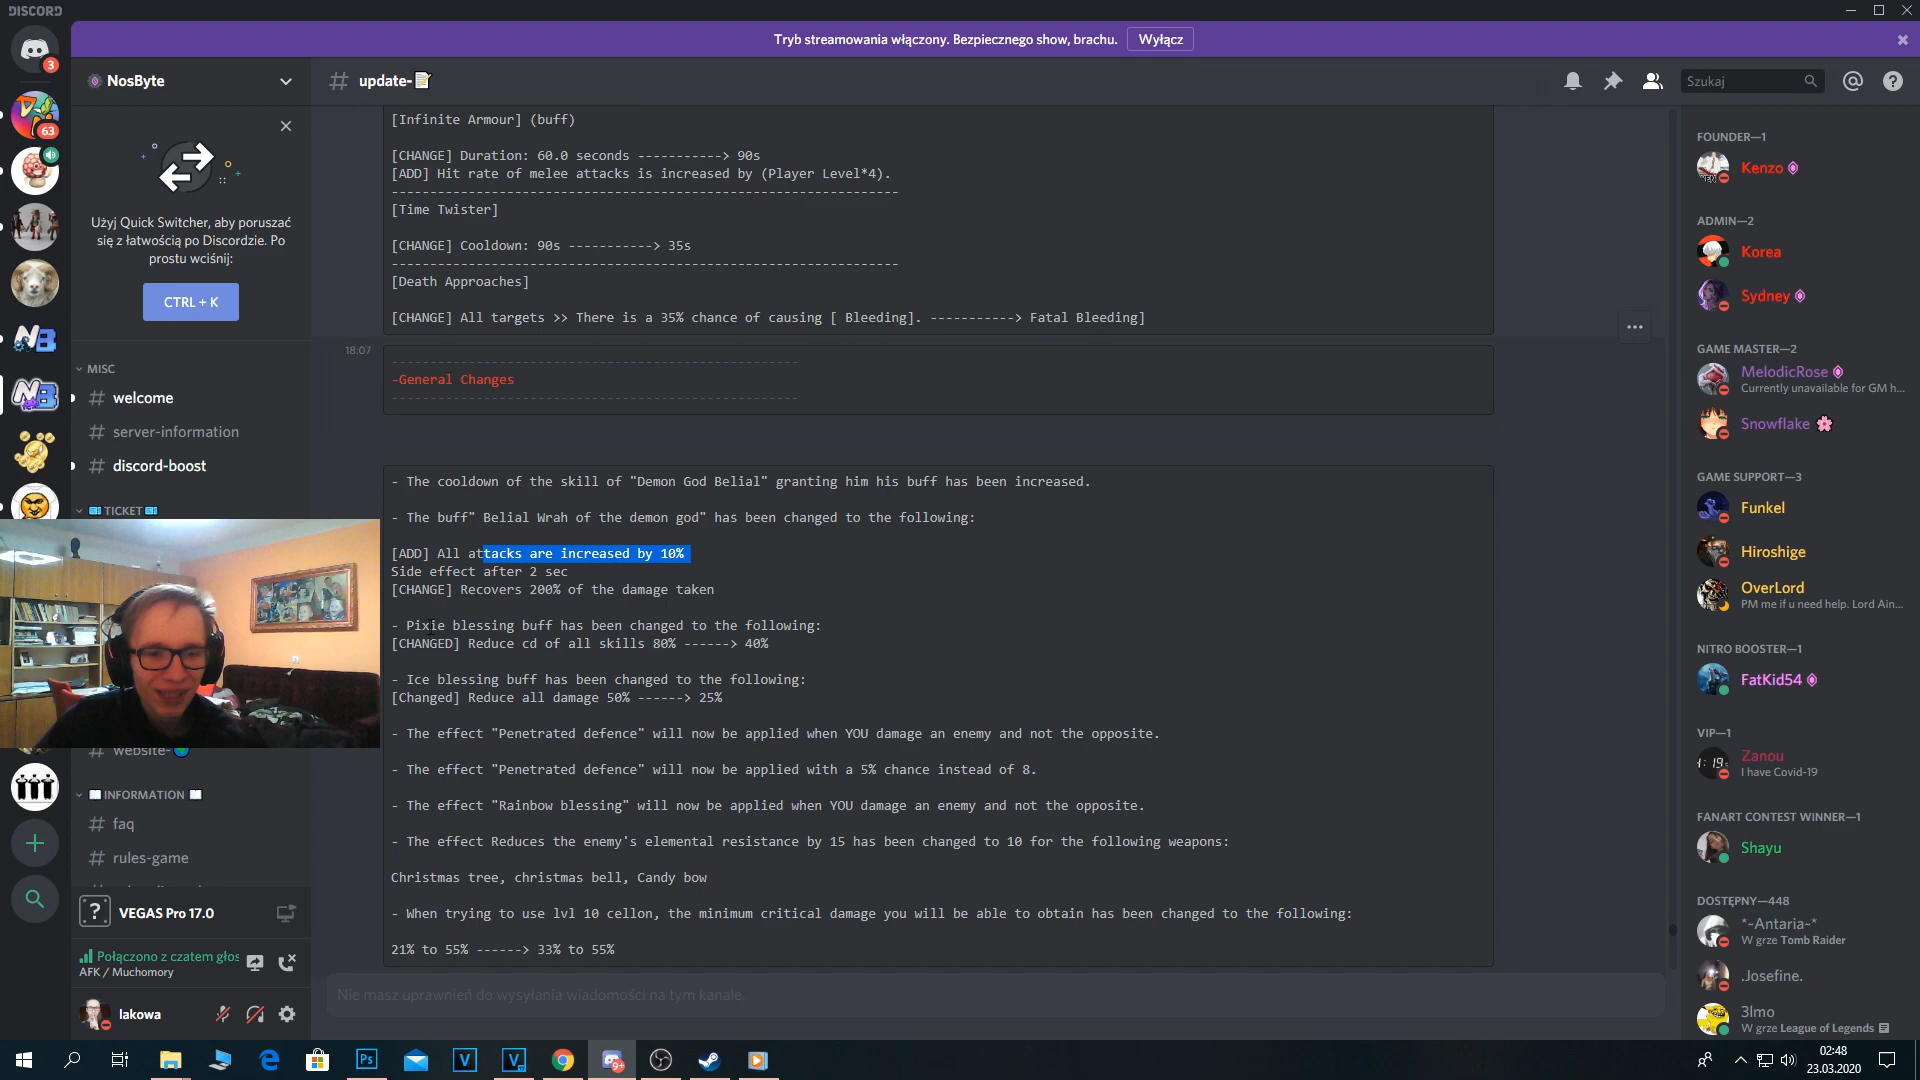 DISCORD
Tryb streamowania włączony. Bezpiecznego show, brachu.
Wyłącz
3
63
NosByte
update-
Szukaj
Użyj Quick Switcher, aby poruszać
się z łatwością po Discordzie. Po
prostu wciśnij:
CTRL + K
MISC
welcome
server-information
discord-boost
TICKET
website-
INFORMATION
faq
rules-game
VEGAS Pro 17.0
Połączono z czatem głos
AFK / Muchomory
lakowa
[Infinite Armour] (buff)
[CHANGE] Duration: 60.0 seconds -----------> 90s
[ADD] Hit rate of melee attacks is increased by (Player Level*4).
------------------------------------------------------------------
[Time Twister]
[CHANGE] Cooldown: 90s -----------> 35s
------------------------------------------------------------------
[Death Approaches]
[CHANGE] All targets >> There is a 35% chance of causing [ Bleeding]. -----------> Fatal Bleeding]
18:07
-----------------------------------------------------
-General Changes
-----------------------------------------------------
- The cooldown of the skill of "Demon God Belial" granting him his buff has been increased.
- The buff" Belial Wrah of the demon god" has been changed to the following:
[ADD] All attacks are increased by 10%
Side effect after 2 sec
[CHANGE] Recovers 200% of the damage taken
- Pixie blessing buff has been changed to the following:
[CHANGED] Reduce cd of all skills 80% ------> 40%
- Ice blessing buff has been changed to the following:
[Changed] Reduce all damage 50% ------> 25%
- The effect "Penetrated defence" will now be applied when YOU damage an enemy and not the opposite.
- The effect "Penetrated defence" will now be applied with a 5% chance instead of 8.
- The effect "Rainbow blessing" will now be applied when YOU damage an enemy and not the opposite.
- The effect Reduces the enemy's elemental resistance by 15 has been changed to 10 for the following weapons:
Christmas tree, christmas bell, Candy bow
- When trying to use lvl 10 cellon, the minimum critical damage you will be able to obtain has been changed to the following:
21% to 55% ------> 33% to 55%
Nie masz uprawnień do wysyłania wiadomości na tym kanale.
FOUNDER—1
Kenzo
ADMIN—2
Korea
Sydney
GAME MASTER—2
MelodicRose
Currently unavailable for GM h...
Snowflake
GAME SUPPORT—3
Funkel
Hiroshige
OverLord
PM me if u need help. Lord Ain...
NITRO BOOSTER—1
FatKid54
VIP—1
Zanou
I have Covid-19
FANART CONTEST WINNER—1
Shayu
DOSTĘPNY—448
*~Antaria~*
W grze Tomb Raider
.Josefine.
3lmo
W grze League of Legends
Ps
V
V
9+
02:48
23.03.2020